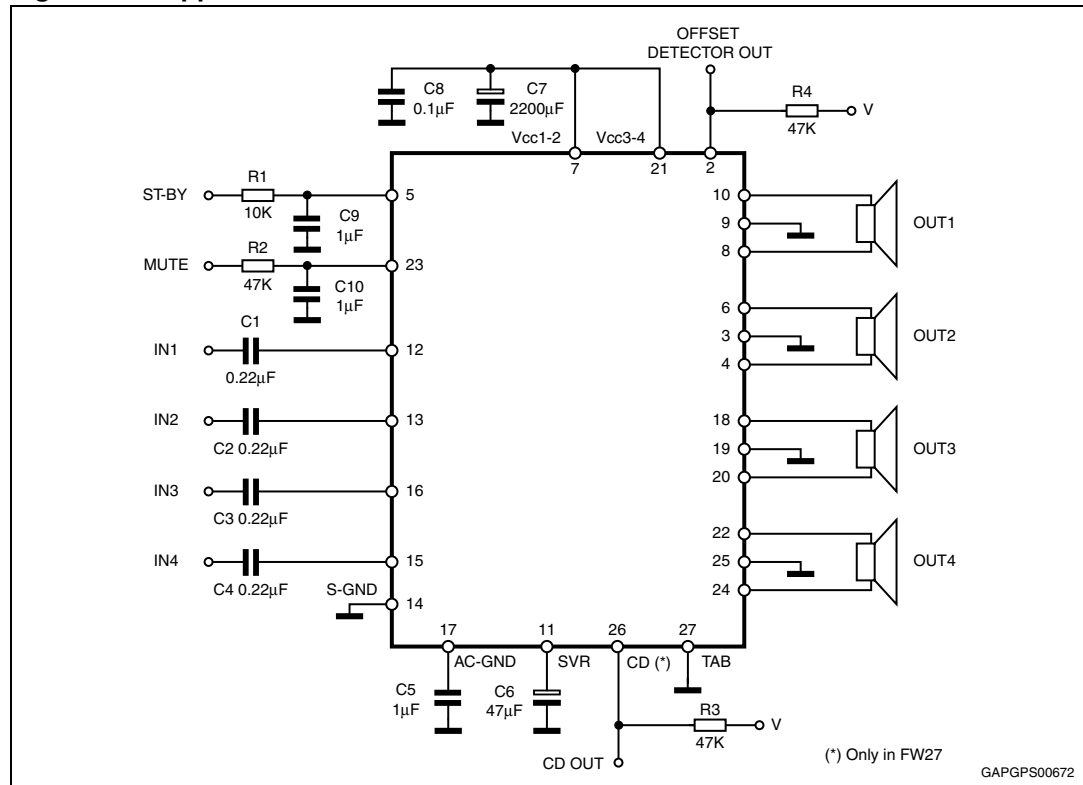 OFFSET
DETECTOR OUT
C8
0.1µF
C7
2200µF
R4
47K
V
Vcc1-2
Vcc3-4
7
21
2
ST-BY
R1
10K
5
C9
1µF
MUTE
R2
47K
23
C10
1µF
IN1
C1
0.22µF
12
IN2
C2 0.22µF
13
IN3
C3 0.22µF
16
IN4
C4 0.22µF
15
S-GND
14
10
9
8
OUT1
6
3
4
OUT2
18
19
20
OUT3
22
25
24
OUT4
17
11
26
27
AC-GND
SVR
CD (*)
TAB
C5
1µF
C6
47µF
R3
47K
V
CD OUT
(*) Only in FW27
GAPGPS00672